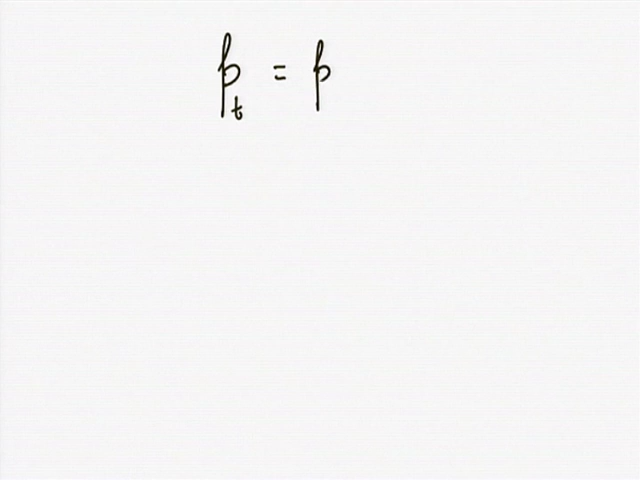 p_t = p